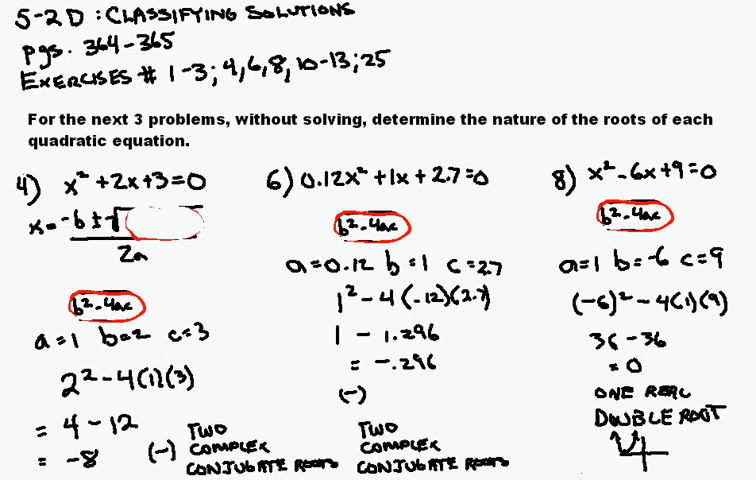 5-2 D : CLASSIFYING SOLUTIONS
pgs. 364-365
EXERCISES # 1-3; 4, 6, 8, 10-13; 25
For the next 3 problems, without solving, determine the nature of the roots of each
quadratic equation.
4) x² + 2x + 3 = 0
x = -b ± √
2a
b² - 4ac
a = 1 b = 2 c = 3
2² - 4(1)(3)
= 4 - 12
= -8 (-) TWO
COMPLEX
CONJUGATE ROOTS
6) 0.12x² + 1x + 2.7 = 0
b² - 4ac
a = 0.12 b = 1 c = 2.7
1² - 4(.12)(2.7)
1 - 1.296
= -.296
(-)
TWO
COMPLEX
CONJUGATE ROOTS
8) x² - 6x + 9 = 0
b² - 4ac
a = 1 b = -6 c = 9
(-6)² - 4(1)(9)
36 - 36
= 0
ONE REAL
DOUBLE ROOT